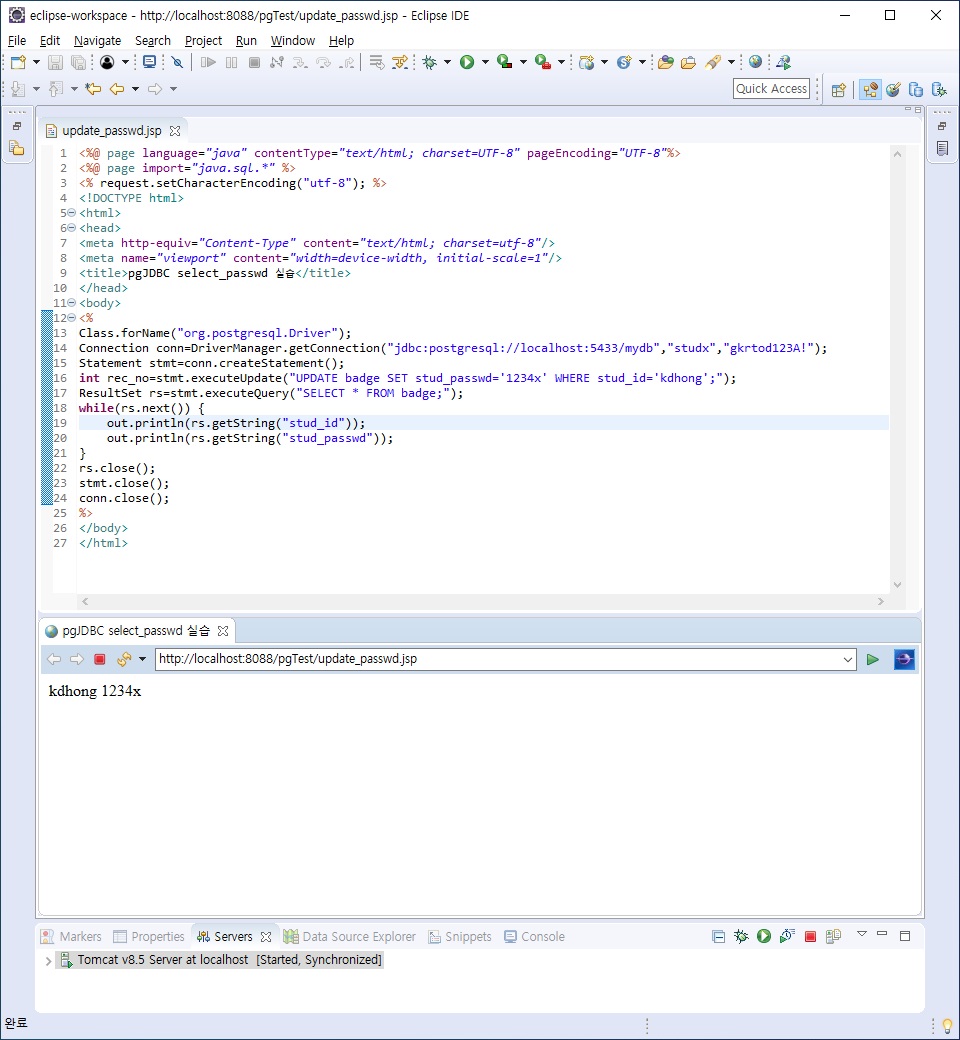 eclipse-workspace - http://localhost:8088/pgTest/update_passwd.jsp - Eclipse IDE
File Edit Navigate Search Project Run Window Help
Quick Access
update_passwd.jsp
1 <%@ page language="java" contentType="text/html; charset=UTF-8" pageEncoding="UTF-8"%>
2 <%@ page import="java.sql.*" %>
3 <% request.setCharacterEncoding("utf-8"); %>
4 <!DOCTYPE html>
5 <html>
6 <head>
7 <meta http-equiv="Content-Type" content="text/html; charset=utf-8"/>
8 <meta name="viewport" content="width=device-width, initial-scale=1"/>
9 <title>pgJDBC select_passwd 실습</title>
10 </head>
11 <body>
12 <%
13 Class.forName("org.postgresql.Driver");
14 Connection conn=DriverManager.getConnection("jdbc:postgresql://localhost:5433/mydb","studx","gkrtod123A!");
15 Statement stmt=conn.createStatement();
16 int rec_no=stmt.executeUpdate("UPDATE badge SET stud_passwd='1234x' WHERE stud_id='kdhong';");
17 ResultSet rs=stmt.executeQuery("SELECT * FROM badge;");
18 while(rs.next()) {
19 out.println(rs.getString("stud_id"));
20 out.println(rs.getString("stud_passwd"));
21 }
22 rs.close();
23 stmt.close();
24 conn.close();
25 %>
26 </body>
27 </html>
pgJDBC select_passwd 실습
http://localhost:8088/pgTest/update_passwd.jsp
kdhong 1234x
Markers Properties Servers Data Source Explorer Snippets Console
Tomcat v8.5 Server at localhost [Started, Synchronized]
완료